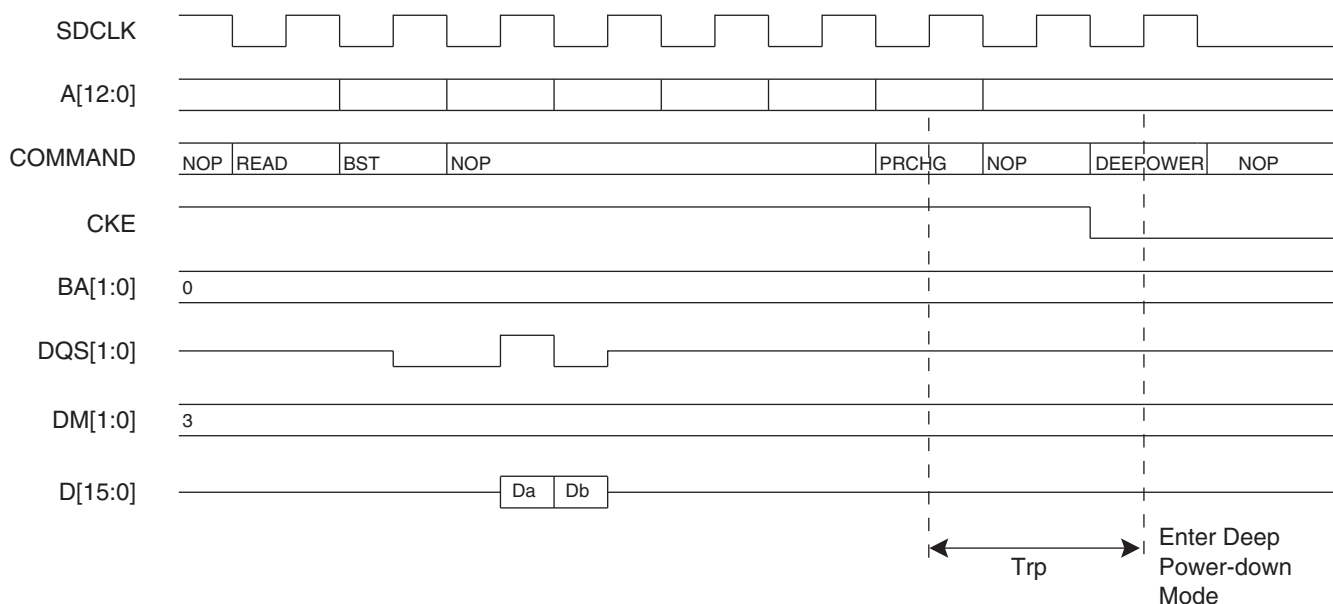 SDCLK
A[12:0]
COMMAND NOP READ BST NOP PRCHG NOP DEEPOWER NOP
CKE
BA[1:0] 0
DQS[1:0]
DM[1:0] 3
D[15:0] Da Db
Trp
Enter Deep
Power-down
Mode